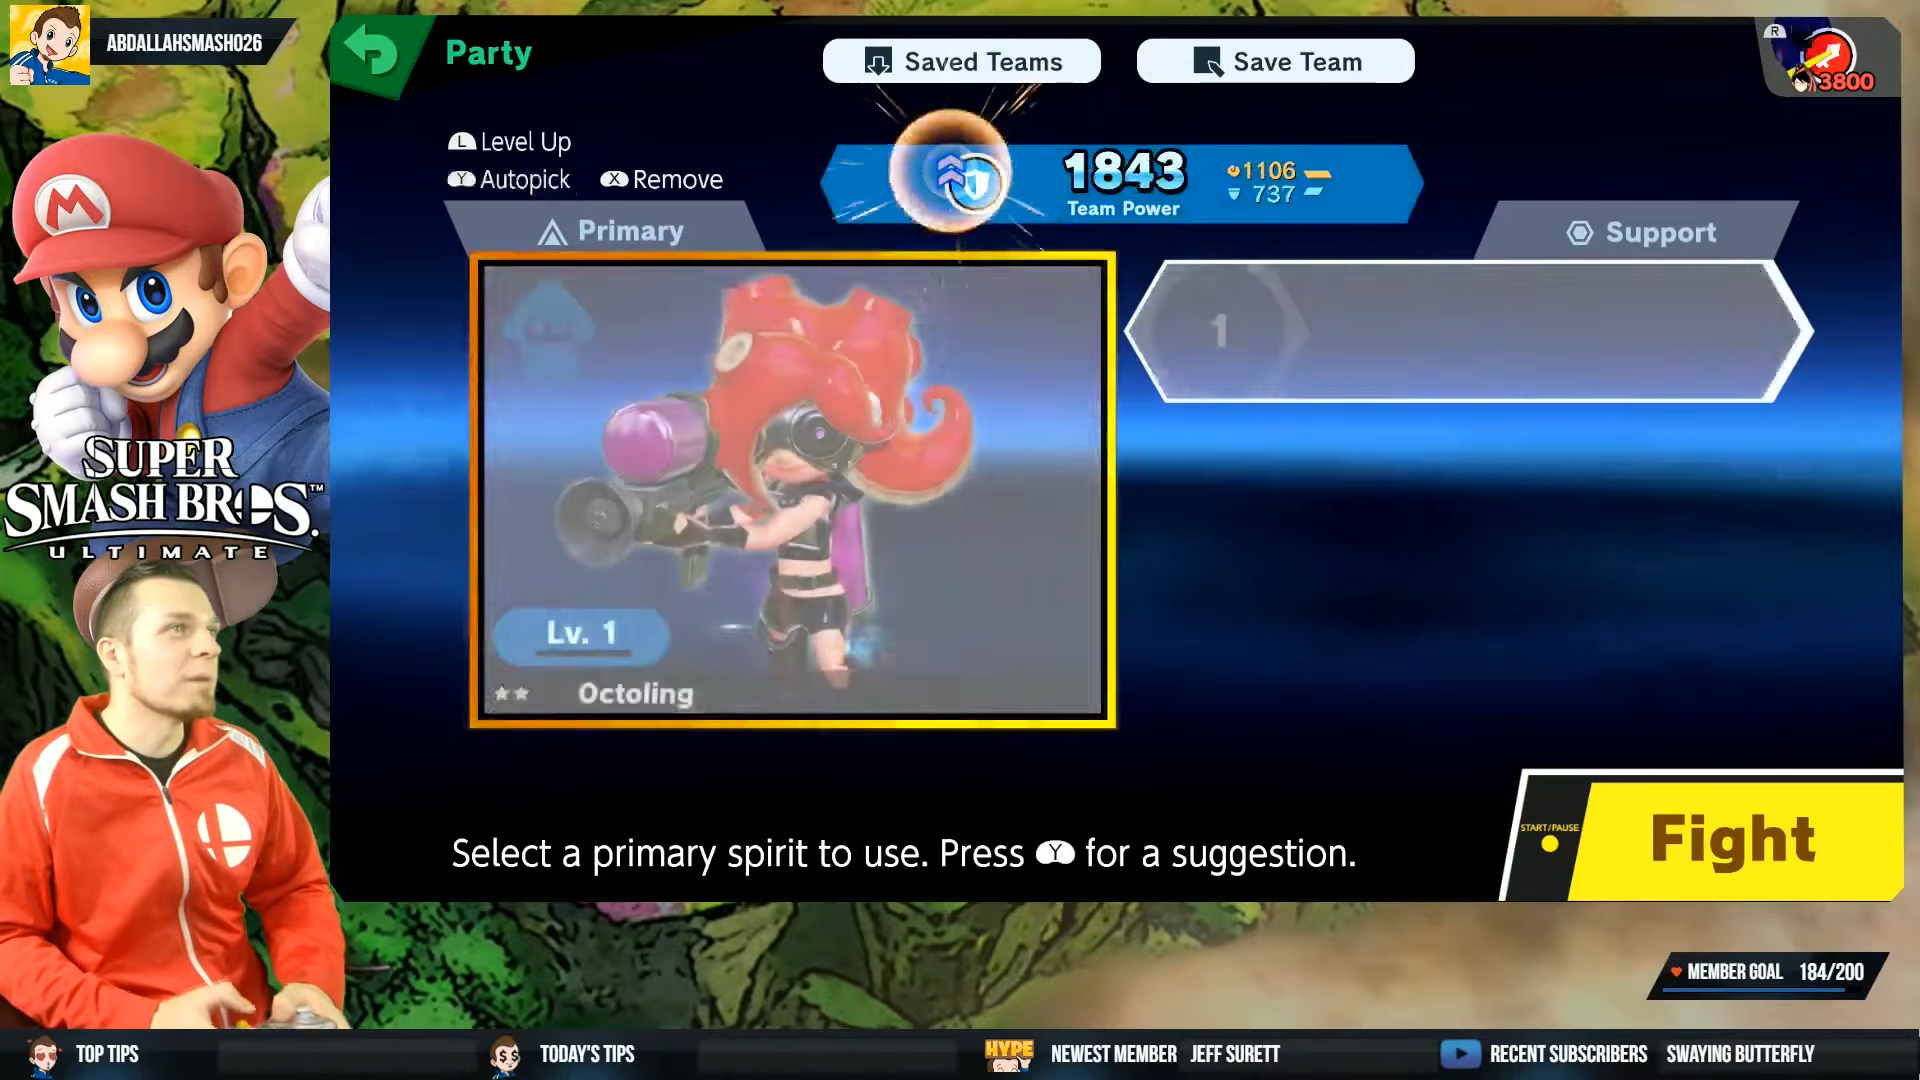 ABDALLAHSMASH026
Party
Saved Teams
Save Team
R
3800
L Level Up
Y Autopick X Remove
1843
Team Power
1106
737
Primary
Support
1
M
SUPER
SMASH BROS.™
ULTIMATE
Lv. 1
★★ Octoling
Select a primary spirit to use. Press Y for a suggestion.
START/PAUSE
Fight
MEMBER GOAL 184/200
TOP TIPS
TODAY'S TIPS
HYPE
NEWEST MEMBER JEFF SURETT
RECENT SUBSCRIBERS SWAYING BUTTERFLY